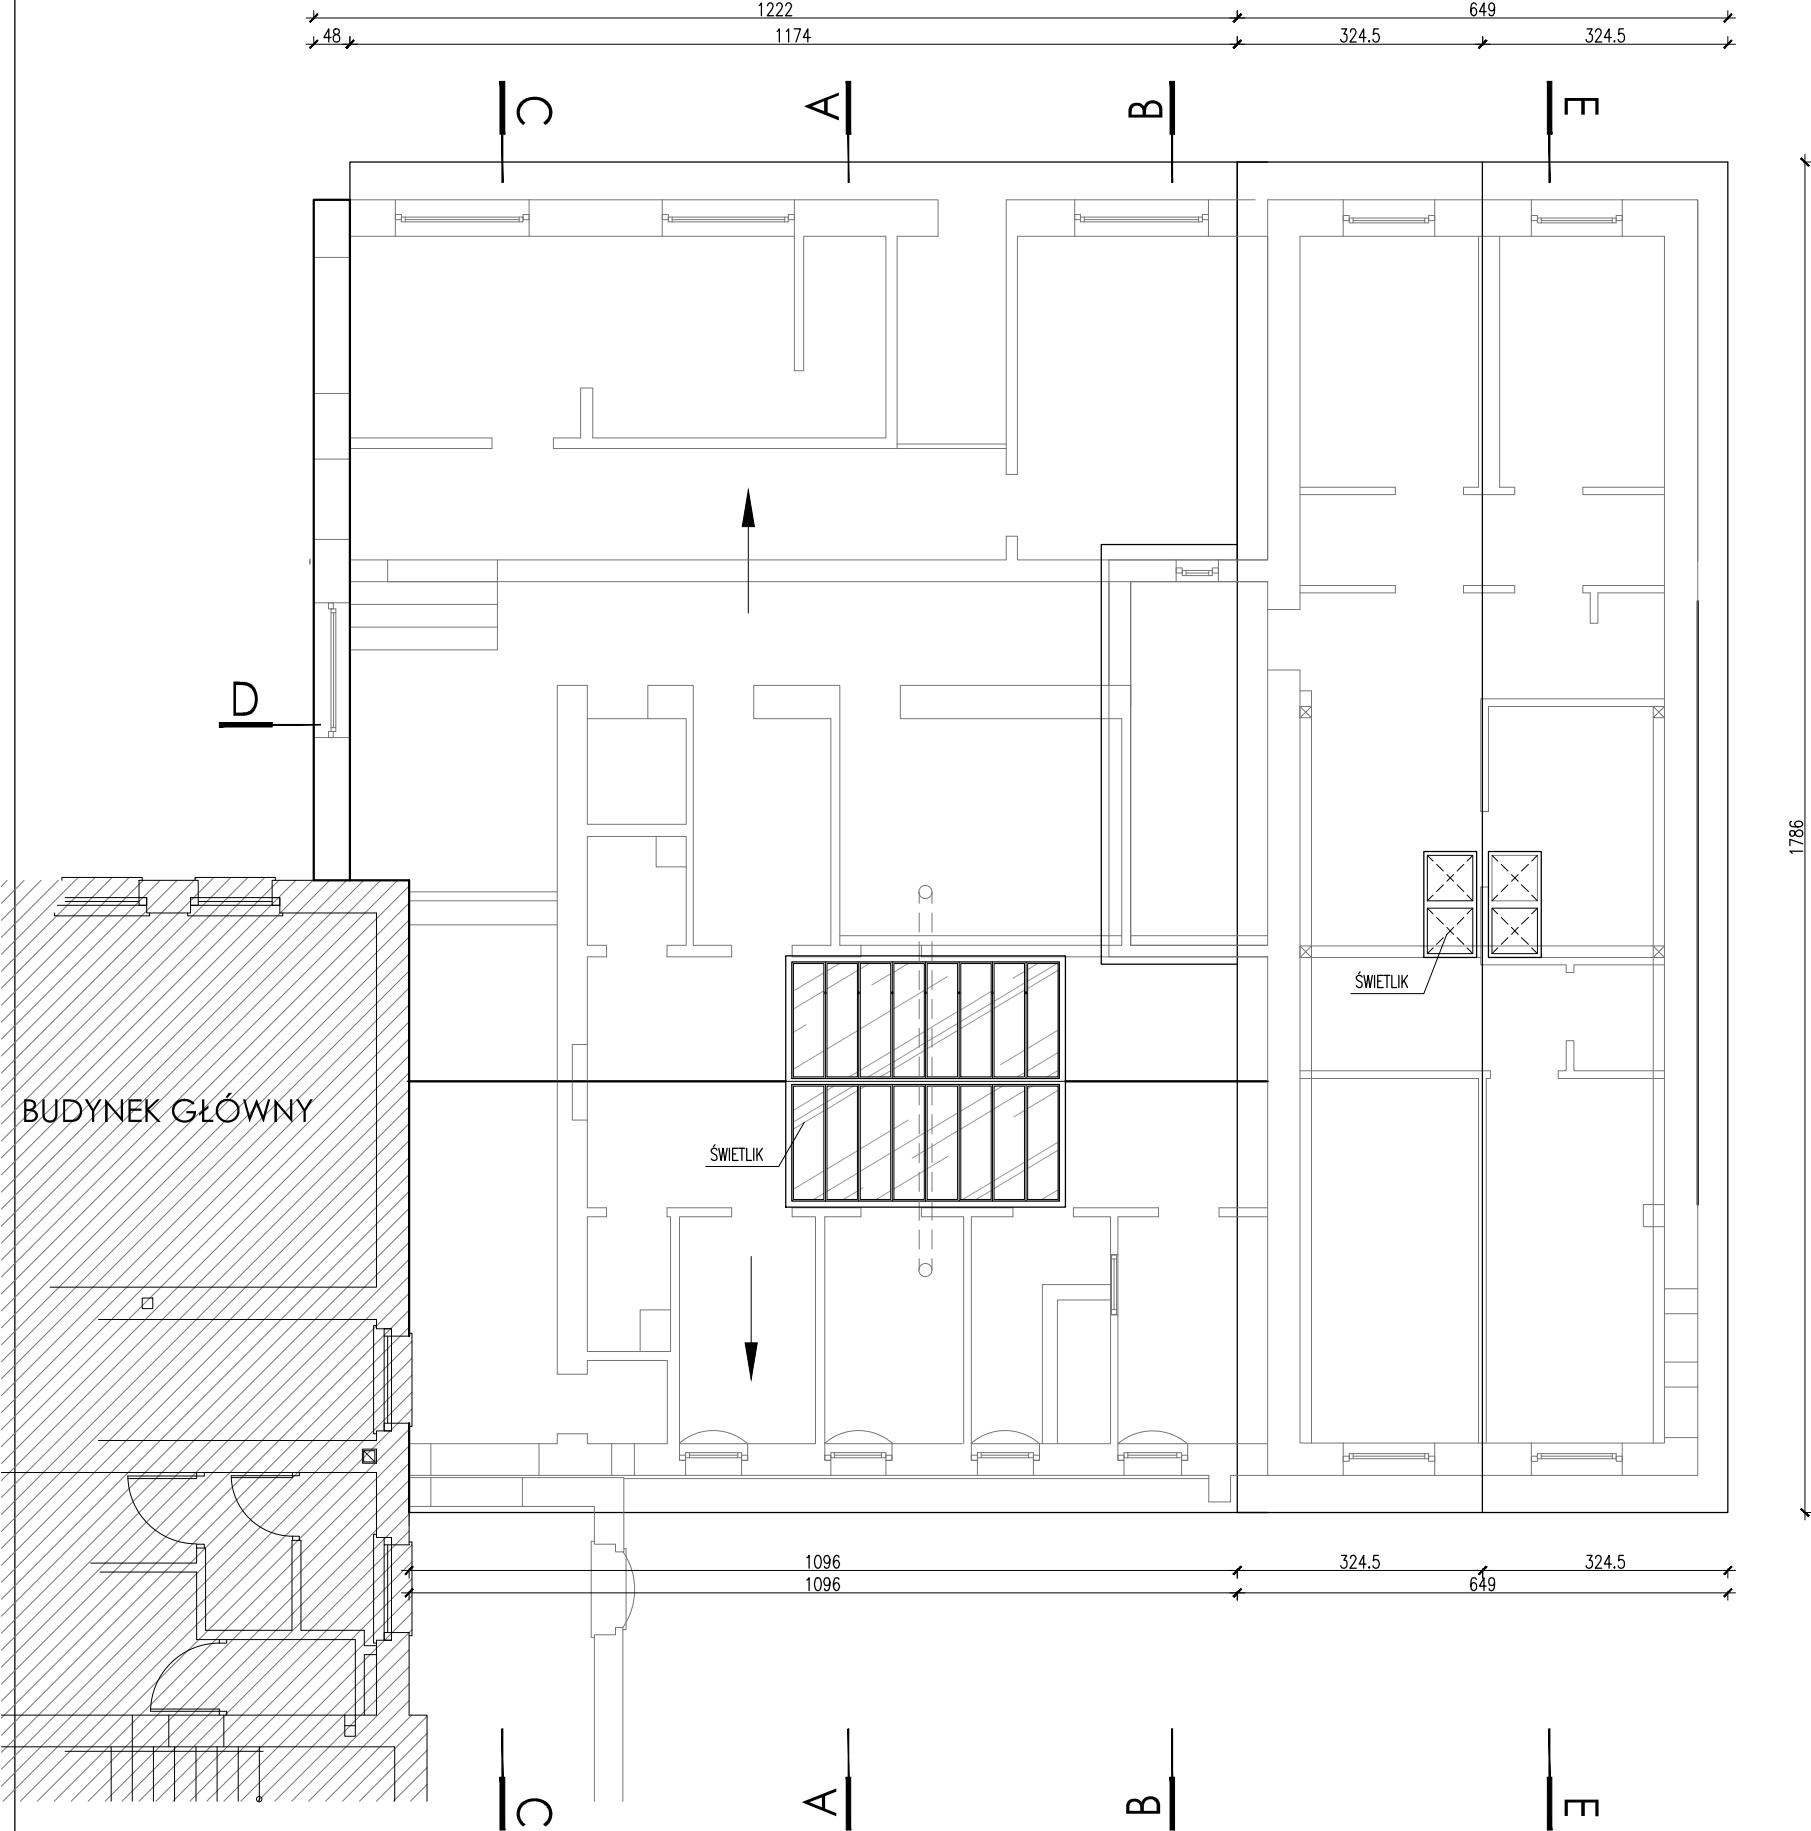 1222
649
48
1174
324.5
324.5
C
A
B
E
D
1786
ŚWIETLIK
BUDYNEK GŁÓWNY
ŚWIETLIK
1096
324.5
324.5
1096
649
C
A
B
E